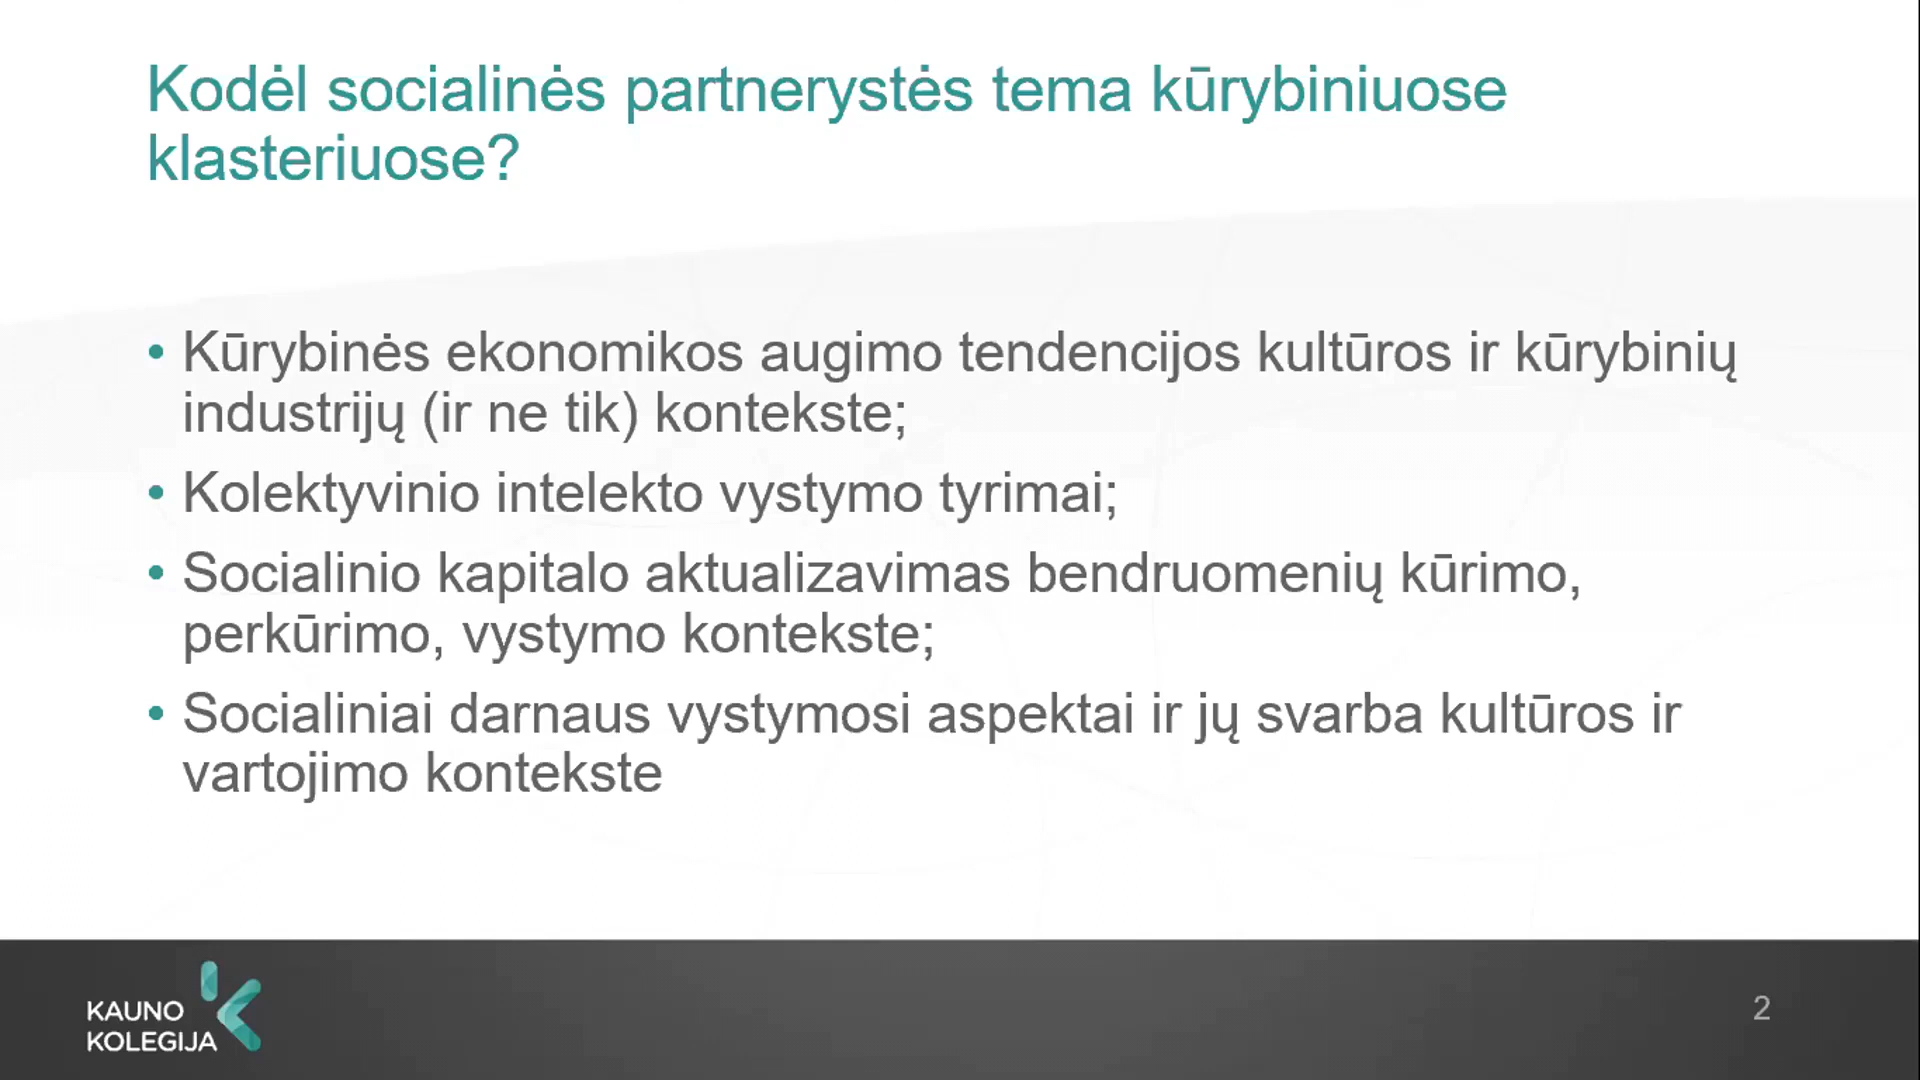 Kodėl socialinės partnerystės tema kūrybiniuose
klasteriuose?
• Kūrybinės ekonomikos augimo tendencijos kultūros ir kūrybinių
industrijų (ir ne tik) kontekste;
• Kolektyvinio intelekto vystymo tyrimai;
• Socialinio kapitalo aktualizavimas bendruomenių kūrimo,
perkūrimo, vystymo kontekste;
• Socialiniai darnaus vystymosi aspektai ir jų svarba kultūros ir
vartojimo kontekste
KAUNO
KOLEGIJA
2